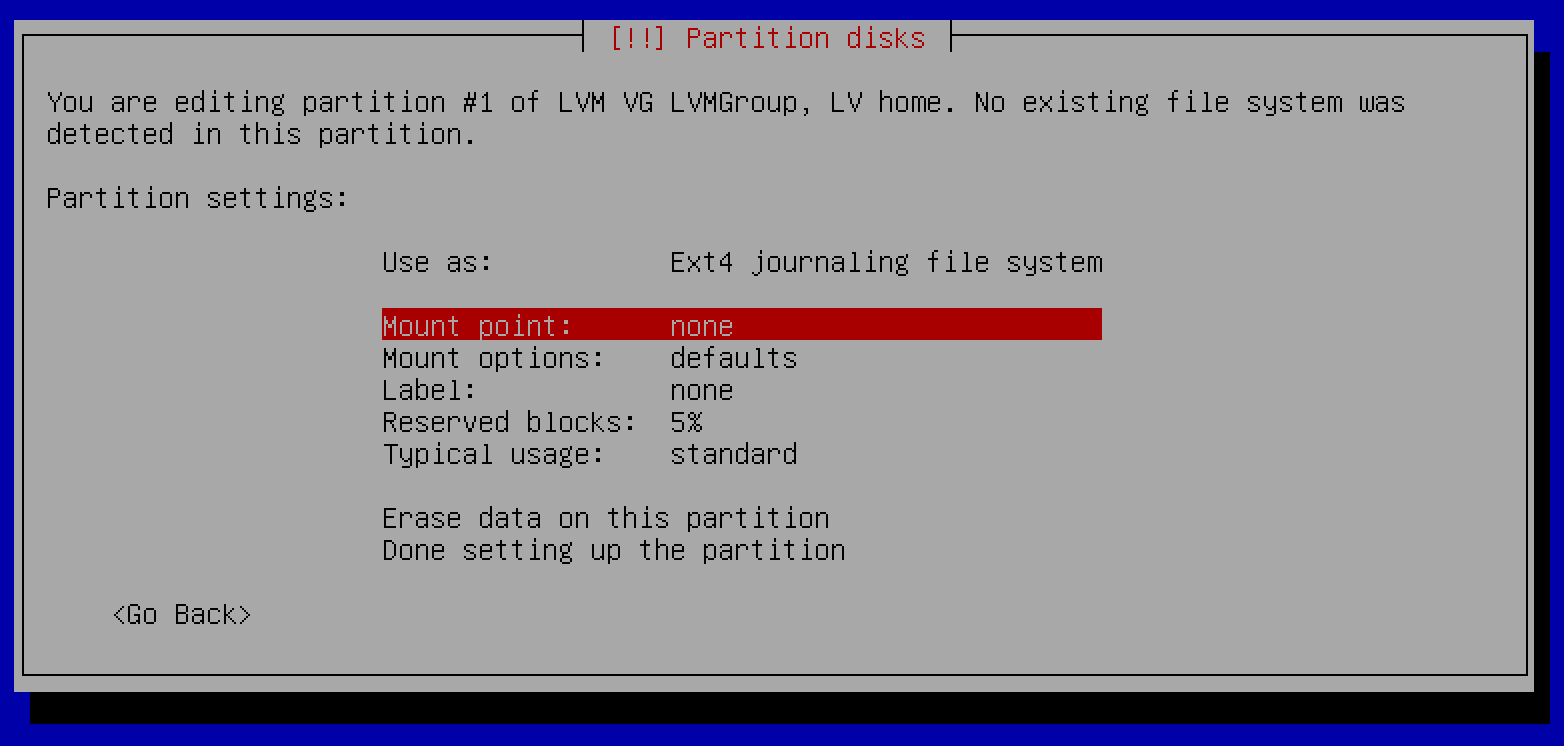 [!!] Partition disks
You are editing partition #1 of LVM VG LVMGroup, LV home. No existing file system was
detected in this partition.
Partition settings:
Use as: Ext4 journaling file system
Mount point: none
Mount options: defaults
Label: none
Reserved blocks: 5%
Typical usage: standard
Erase data on this partition
Done setting up the partition
<Go Back>